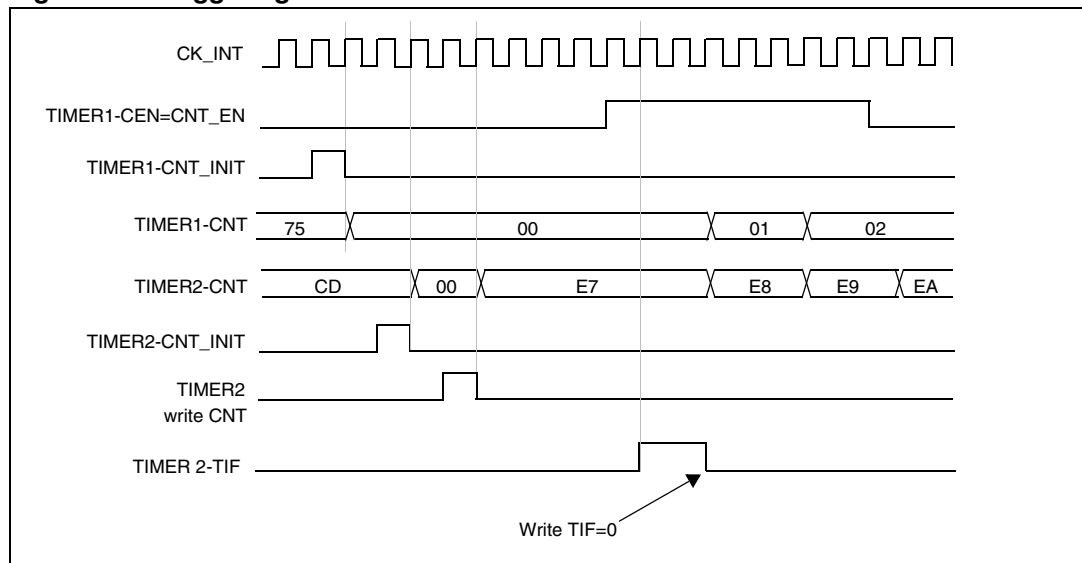 CK_INT
TIMER1-CEN=CNT_EN
TIMER1-CNT_INIT
TIMER1-CNT 75 00 01 02
TIMER2-CNT CD 00 E7 E8 E9 EA
TIMER2-CNT_INIT
TIMER2
write CNT
TIMER 2-TIF
Write TIF=0